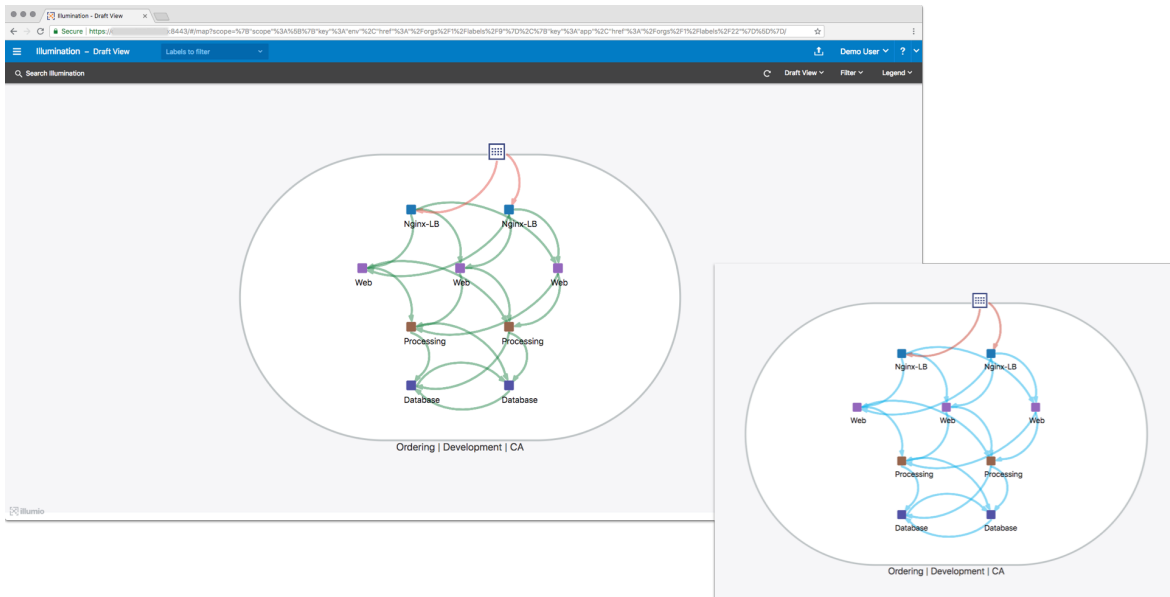 Illumination - Draft View
Secure https:// :8443/#/map?scope=%7B"scope"%3A%5B%7B"key"%3A"env"%2C"href"%3A"%2Forgs%2F1%2Flabels%2F9"%7D%2C%7B"key"%3A"app"%2C"href"%3A"%2Forgs%2F1%2Flabels%2F22"%7D%5D%7D/
Illumination – Draft View Labels to filter Demo User ?
Search Illumination Draft View Filter Legend
Nginx-LB Nginx-LB
Web Web Web
Processing Processing
Database Database
Ordering | Development | CA
illumio
Nginx-LB Nginx-LB
Web Web Web
Processing Processing
Database Database
Ordering | Development | CA